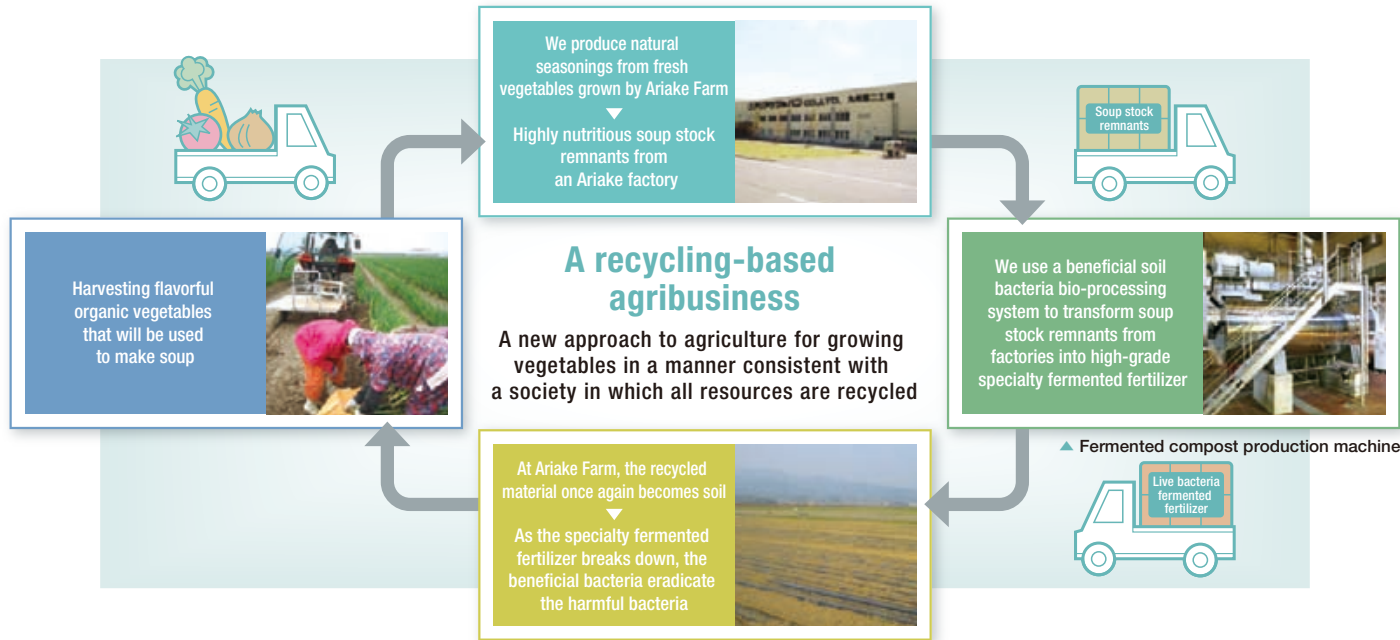 We produce natural
seasonings from fresh
vegetables grown by Ariake Farm
Highly nutritious soup stock
remnants from
an Ariake factory
Soup stock
remnants
Harvesting flavorful
organic vegetables
that will be used
to make soup
A recycling-based
agribusiness
A new approach to agriculture for growing
vegetables in a manner consistent with
a society in which all resources are recycled
We use a beneficial soil
bacteria bio-processing
system to transform soup
stock remnants from
factories into high-grade
specialty fermented fertilizer
▲ Fermented compost production machine
Live bacteria
fermented
fertilizer
At Ariake Farm, the recycled
material once again becomes soil
As the specialty fermented
fertilizer breaks down, the
beneficial bacteria eradicate
the harmful bacteria